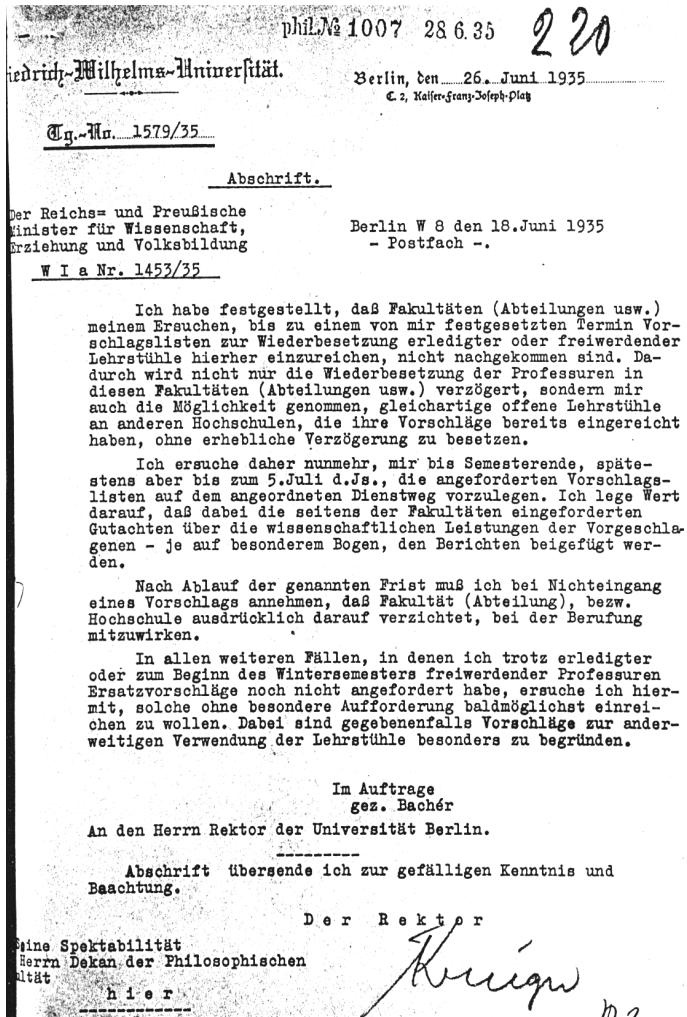 phil.№ 1007 28.6.35 220
iedrich-Wilhelms-Universität.
Berlin, den 26. Juni 1935
C. 2, Kaiser-Franz-Joseph-Platz
Tg.-No. 1579/35
Abschrift.
Der Reichs= und Preußische
Minister für Wissenschaft,
Erziehung und Volksbildung
Berlin W 8 den 18.Juni 1935
- Postfach -.
W I a Nr. 1453/35
Ich habe festgestellt, daß Fakultäten (Abteilungen usw.)
meinem Ersuchen, bis zu einem von mir festgesetzten Termin Vor-
schlagslisten zur Wiederbesetzung erledigter oder freiwerdender
Lehrstühle hierher einzureichen, nicht nachgekommen sind. Da-
durch wird nicht nur die Wiederbesetzung der Professuren in
diesen Fakultäten (Abteilungen usw.) verzögert, sondern mir
auch die Möglichkeit genommen, gleichartige offene Lehrstühle
an anderen Hochschulen, die ihre Vorschläge bereits eingereicht
haben, ohne erhebliche Verzögerung zu besetzen.
Ich ersuche daher nunmehr, mir bis Semesterende, späte-
stens aber bis zum 5.Juli d.Js., die angeforderten Vorschlags-
listen auf dem angeordneten Dienstweg vorzulegen. Ich lege Wert
darauf, daß dabei die seitens der Fakultäten eingeforderten
Gutachten über die wissenschaftlichen Leistungen der Vorgeschla-
genen - je auf besonderem Bogen, den Berichten beigefügt wer-
den.
Nach Ablauf der genannten Frist muß ich bei Nichteingang
eines Vorschlags annehmen, daß Fakultät (Abteilung), bezw.
Hochschule ausdrücklich darauf verzichtet, bei der Berufung
mitzuwirken.
In allen weiteren Fällen, in denen ich trotz erledigter
oder zum Beginn des Wintersemesters freiwerdender Professuren
Ersatzvorschläge noch nicht angefordert habe, ersuche ich hier-
mit, solche ohne besondere Aufforderung baldmöglichst einrei-
chen zu wollen. Dabei sind gegebenenfalls Vorschläge zur ander-
weitigen Verwendung der Lehrstühle besonders zu begründen.
Im Auftrage
gez. Bachér
An den Herrn Rektor der Universität Berlin.
Abschrift übersende ich zur gefälligen Kenntnis und
Baachtung.
Der Rektor
Seine Spektabilität
Herrn Dekan der Philosophischen
ultät
hier